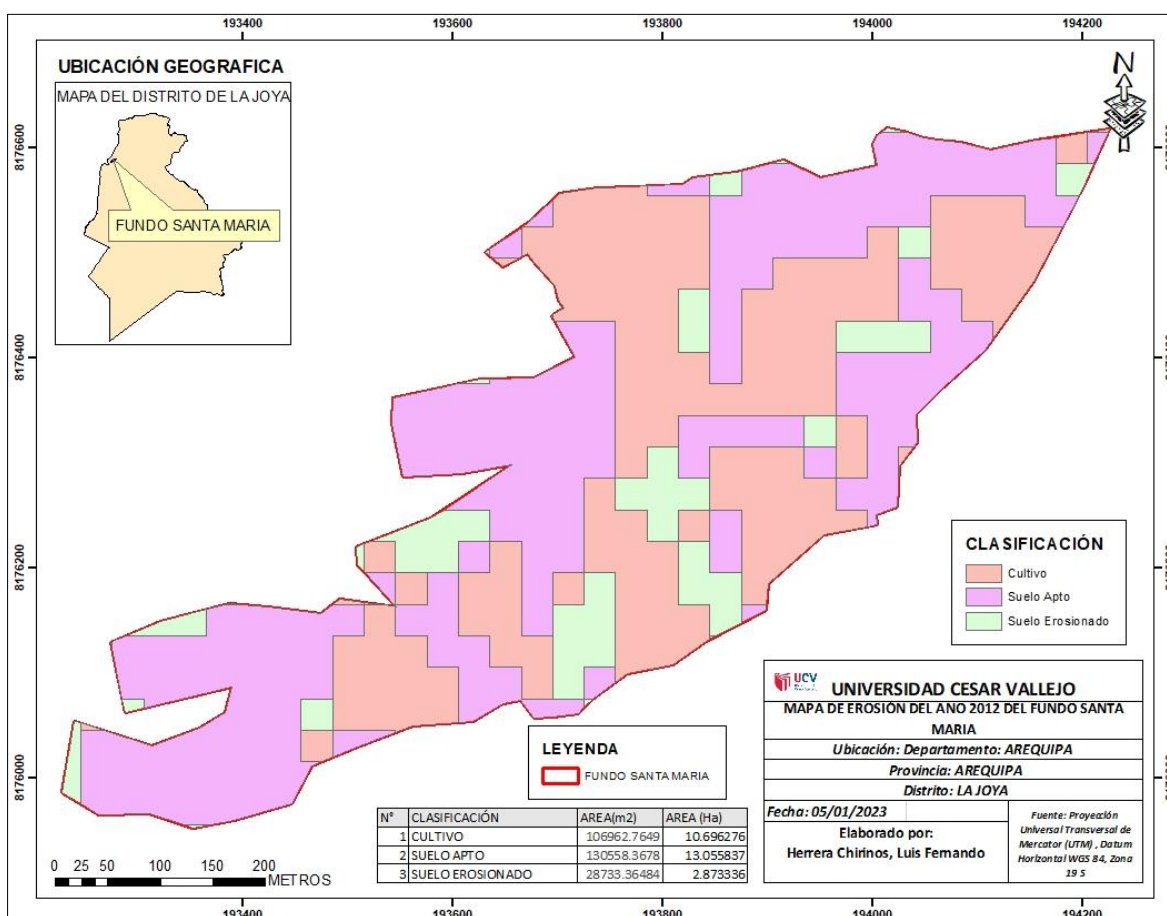 193400 193600 193800 194000 194200
UBICACIÓN GEOGRAFICA
MAPA DEL DISTRITO DE LA JOYA
FUNDO SANTA MARIA
N
8176600
8176400
8176200
8176000
CLASIFICACIÓN
Cultivo
Suelo Apto
Suelo Erosionado
LEYENDA
FUNDO SANTA MARIA
UCV
UNIVERSIDAD CESAR VALLEJO
MAPA DE EROSIÓN DEL ANO 2012 DEL FUNDO SANTA
MARIA
Ubicación: Departamento: AREQUIPA
Provincia: AREQUIPA
Distrito: LA JOYA
Fecha: 05/01/2023
Elaborado por:
Herrera Chirinos, Luis Fernando
Fuente: Proyección
Universal Transversal de
Mercator (UTM) , Datum
Horizontal WGS 84, Zona
19 S
N° CLASIFICACIÓN AREA(m2) AREA (Ha)
1 CULTIVO 106962.7649 10.696276
2 SUELO APTO 130558.3678 13.055837
3 SUELO EROSIONADO 28733.36484 2.873336
0 25 50 100 150 200
METROS
193400 193600 193800 194000 194200